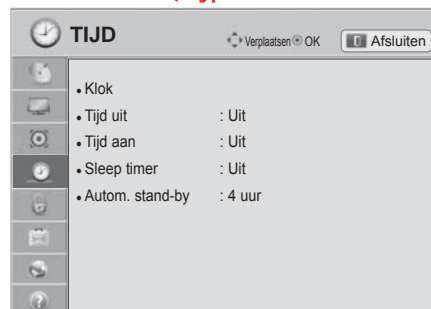 TIJD
Verplaatsen OK
Afsluiten
• Klok
• Tijd uit : Uit
• Tijd aan : Uit
• Sleep timer : Uit
• Autom. stand-by : 4 uur